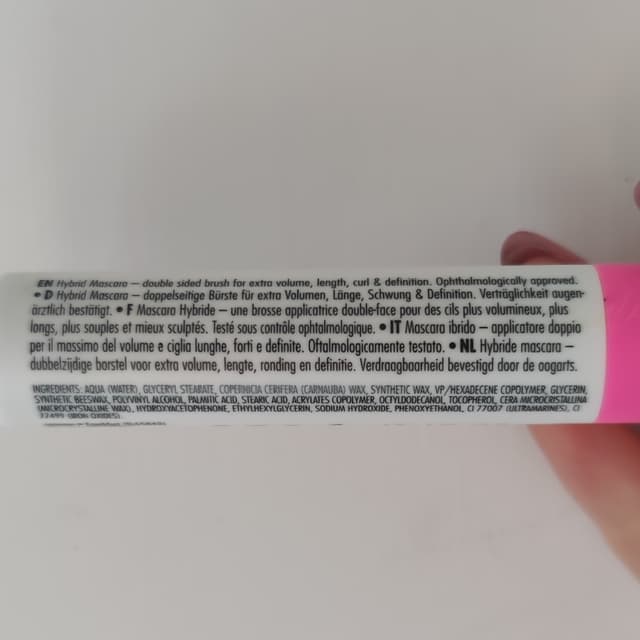 EN Hybrid Mascara – double sided brush for extra volume, length, curl & definition. Ophthalmologically approved.
• D Hybrid Mascara – doppelseitige Bürste für extra Volumen, Länge, Schwung & Definition. Verträglichkeit augen-
ärztlich bestätigt. • F Mascara Hybride – une brosse applicatrice double-face pour des cils plus volumineux, plus
longs, plus souples et mieux sculptés. Testé sous contrôle ophtalmologique. • IT Mascara ibrido – applicatore doppio
per il massimo del volume e ciglia lunghe, forti e definite. Oftalmologicamente testato. • NL Hybride mascara –
dubbelzijdige borstel voor extra volume, lengte, ronding en definitie. Verdraagbaarheid bevestigd door de oogarts.
INGREDIENTS: AQUA (WATER), GLYCERYL STEARATE, COPERNICIA CERIFERA (CARNAUBA) WAX, SYNTHETIC WAX, VP/HEXADECENE COPOLYMER, GLYCERIN,
SYNTHETIC BEESWAX, POLYVINYL ALCOHOL, PALMITIC ACID, STEARIC ACID, ACRYLATES COPOLYMER, OCTYLDODECANOL, TOCOPHEROL, CERA MICROCRISTALLINA
(MICROCRYSTALLINE WAX), HYDROXYACETOPHENONE, ETHYLHEXYLGLYCERIN, SODIUM HYDROXIDE, PHENOXYETHANOL, CI 77007 (ULTRAMARINES), CI
77499 (IRON OXIDES).